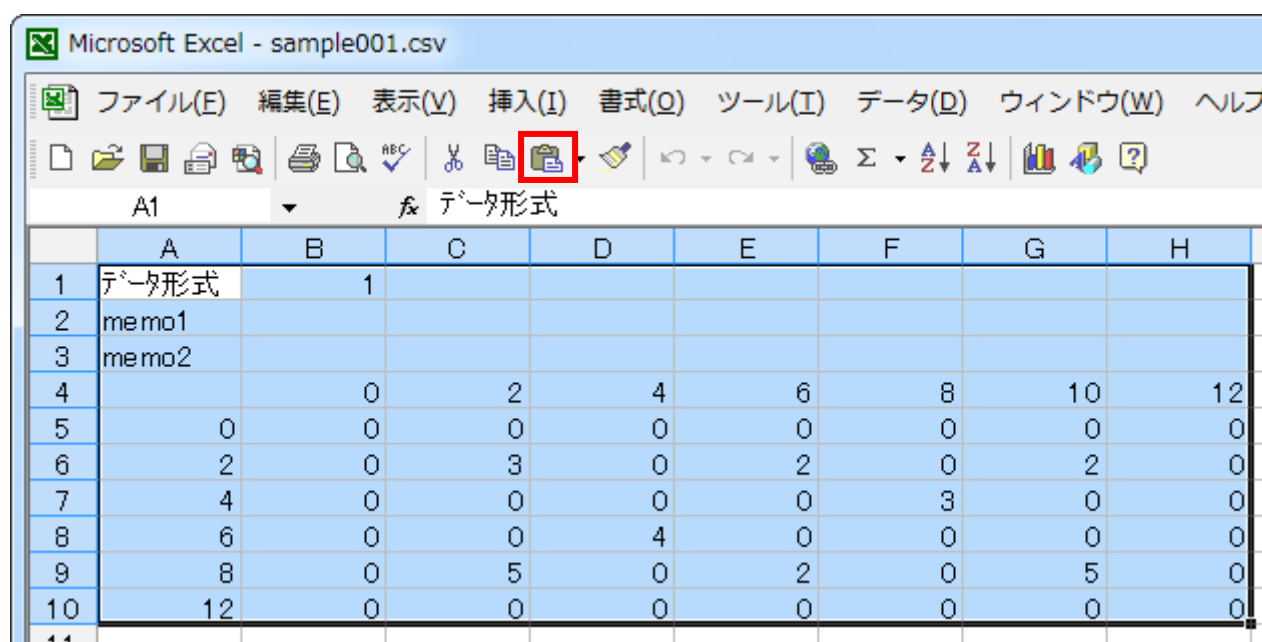 Microsoft Excel - sample001.csv
ファイル(F) 編集(E) 表示(V) 挿入(I) 書式(O) ツール(T) データ(D) ウィンドウ(W) ヘルプ
ABC Σ A Z Z A ?
A1 fx ﾃﾞｰﾀ形式
A B C D E F G H
1 ﾃﾞｰﾀ形式 1
2 memo1
3 memo2
4 0 2 4 6 8 10 12
5 0 0 0 0 0 0 0 0
6 2 0 3 0 2 0 2 0
7 4 0 0 0 0 3 0 0
8 6 0 0 4 0 0 0 0
9 8 0 5 0 2 0 5 0
10 12 0 0 0 0 0 0 0